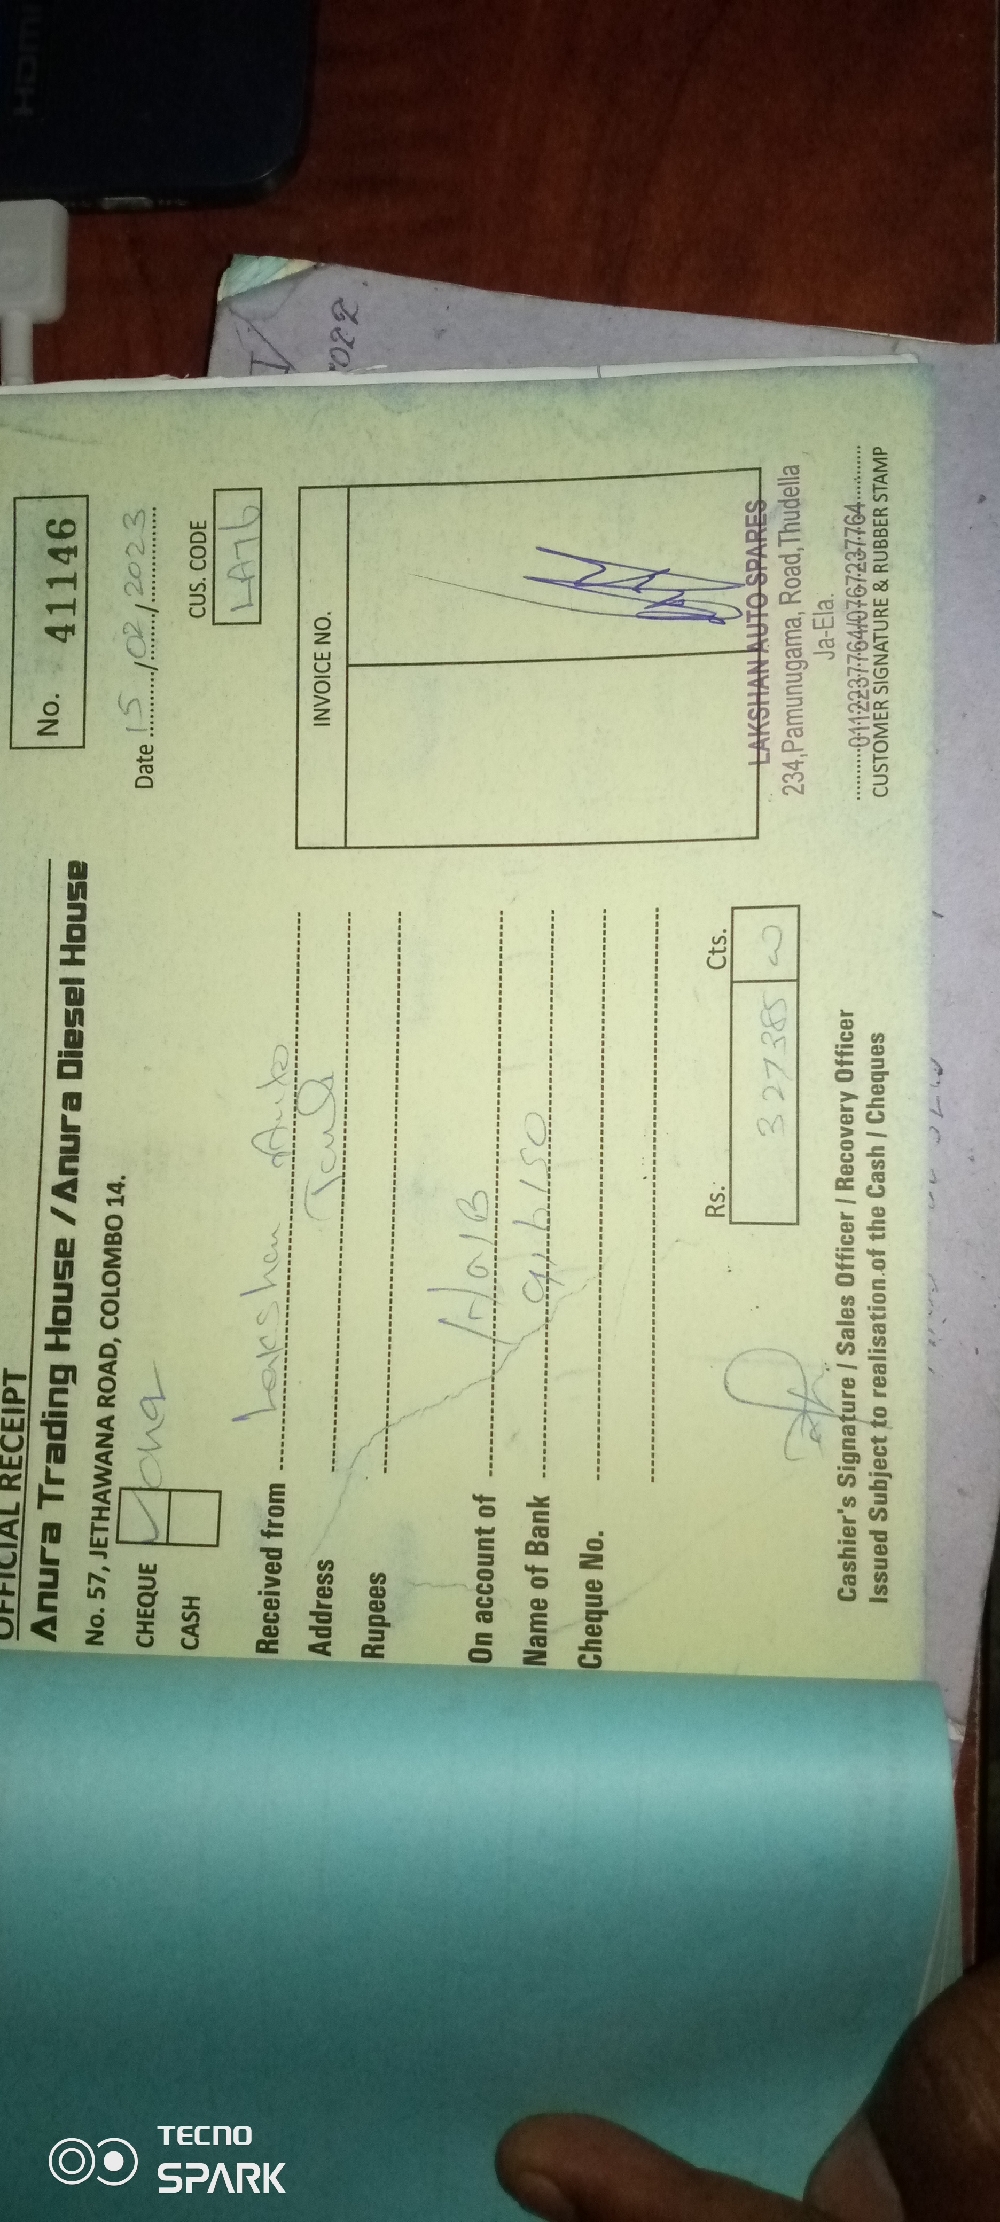 OFFICIAL RECEIPT
Anura Trading House / Anura Diesel House
No. 57, JETHAWANA ROAD, COLOMBO 14.
No. 41146
Date 15/02/2023
CHEQUE
CASH
CUS. CODE
LA76
Received from Lakshan Auto
Address
Rupees
On account of
Name of Bank
Cheque No.
INVOICE NO.
Rs. Cts.
327385
LAKSHAN AUTO SPARES
234,Pamunugama, Road,Thudella
Ja-Ela.
0112237764/0767237764
CUSTOMER SIGNATURE & RUBBER STAMP
Cashier's Signature / Sales Officer / Recovery Officer
Issued Subject to realisation of the Cash / Cheques
HDMI
TECNO
SPARK